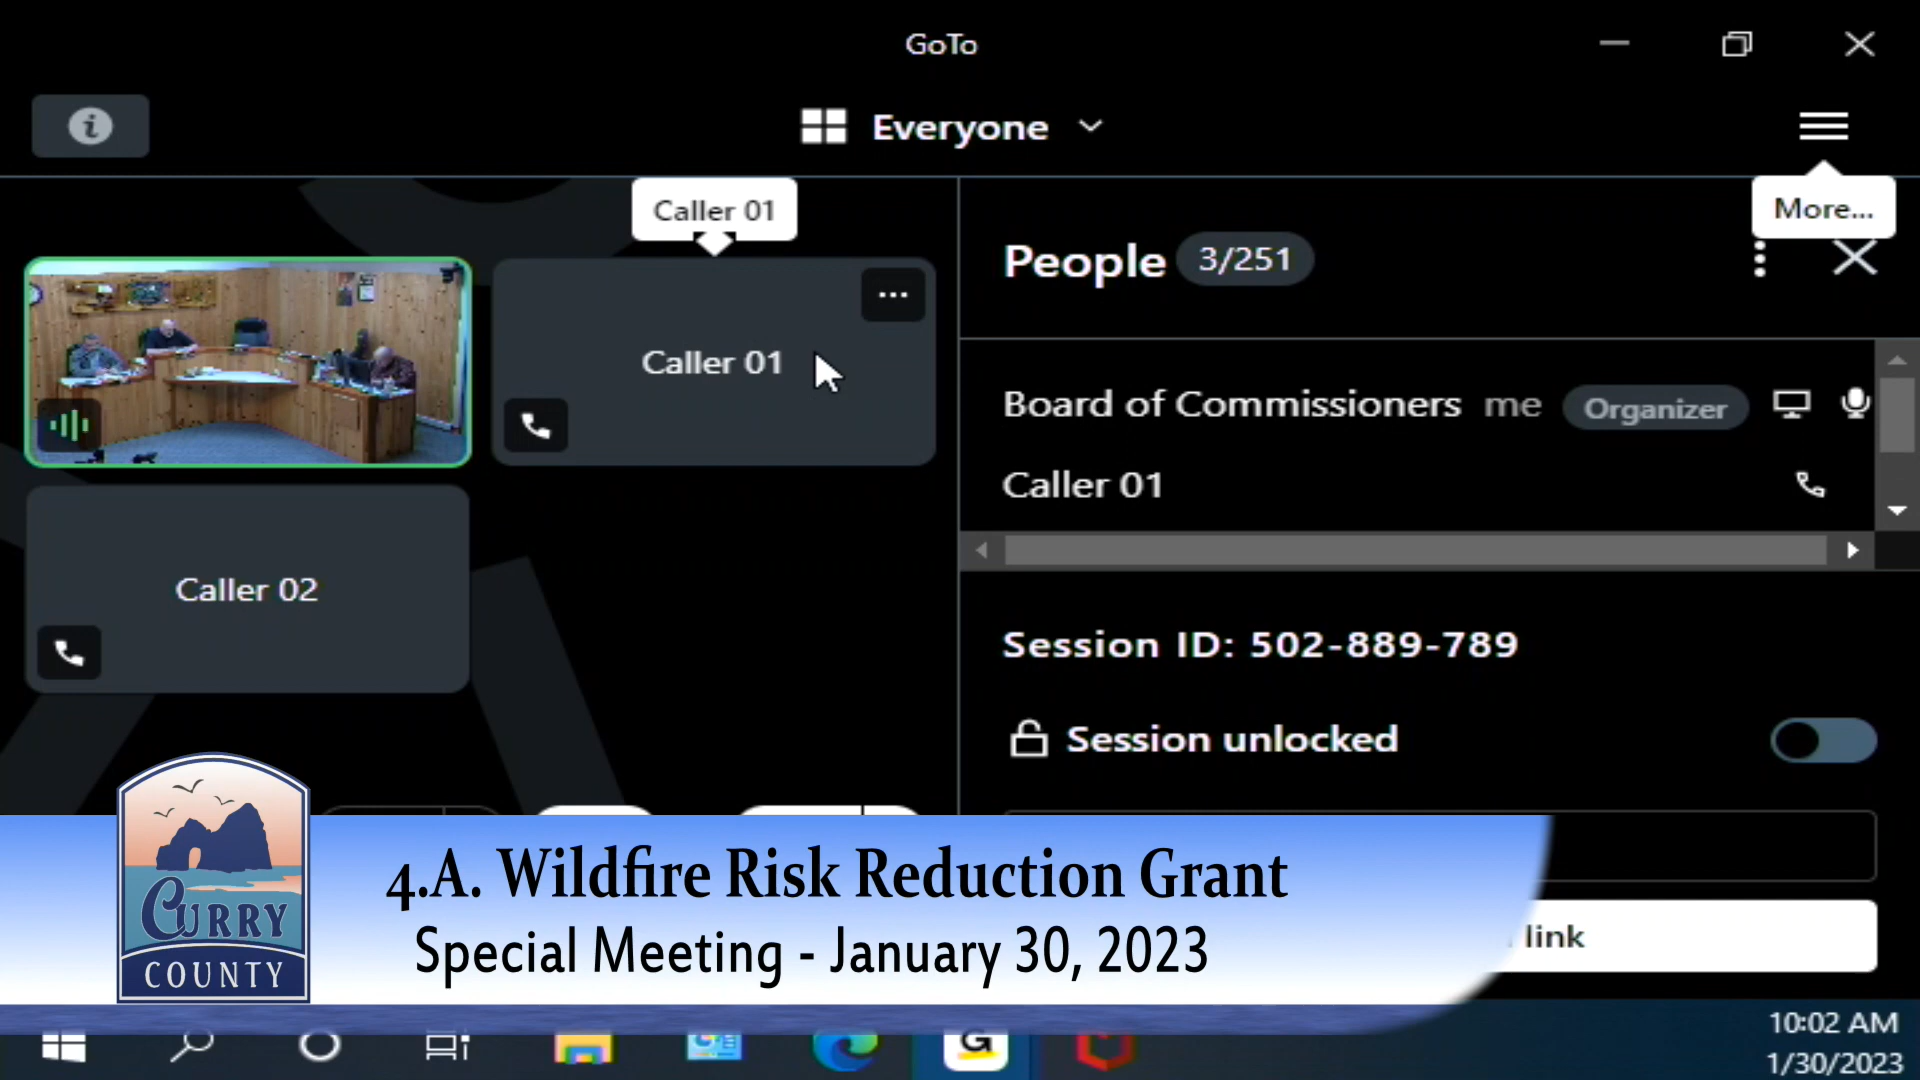 GoTo
Everyone
Caller 01
More...
People 3/251
Caller 01
Board of Commissioners me Organizer
Caller 01
Caller 02
Session ID: 502-889-789
Session unlocked
4.A. Wildfire Risk Reduction Grant
Special Meeting - January 30, 2023
link
CURRY
COUNTY
10:02 AM
1/30/2023